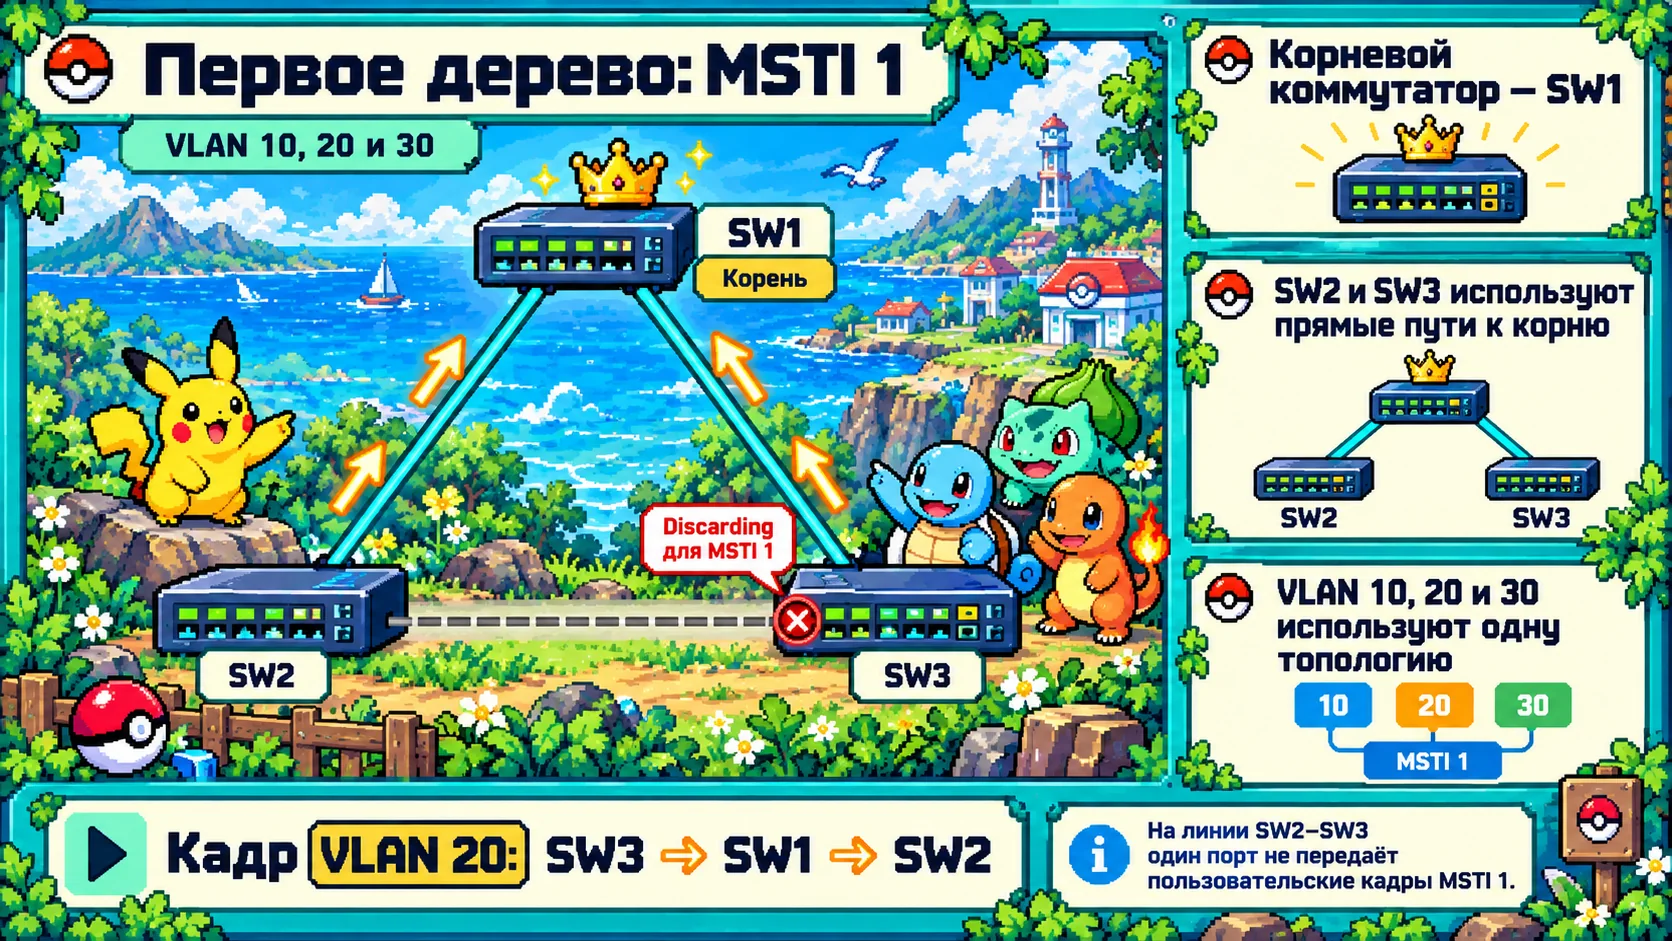 Первое дерево: MSTI 1
VLAN 10, 20 и 30
SW1
Корень
Discarding
для MSTI 1
SW2
SW3
Корневой
коммутатор — SW1
SW2 и SW3 используют
прямые пути к корню
SW2
SW3
VLAN 10, 20 и 30
используют одну
топологию
10 20 30
MSTI 1
Кадр VLAN 20: SW3 ⇨ SW1 ⇨ SW2
На линии SW2–SW3
один порт не передаёт
пользовательские кадры MSTI 1.